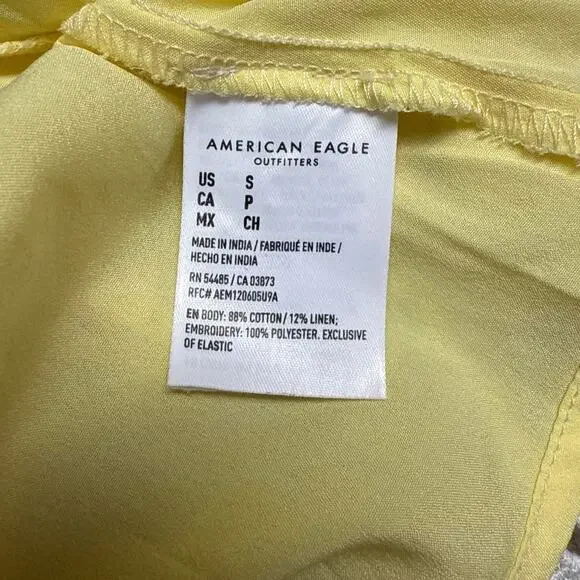 AMERICAN EAGLE
OUTFITTERS
US S
CA P
MX CH
MADE IN INDIA / FABRIQUÉ EN INDE /
HECHO EN INDIA
RN 54485 / CA 03873
RFC# AEM120605U9A
EN BODY: 88% COTTON / 12% LINEN;
EMBROIDERY: 100% POLYESTER. EXCLUSIVE
OF ELASTIC